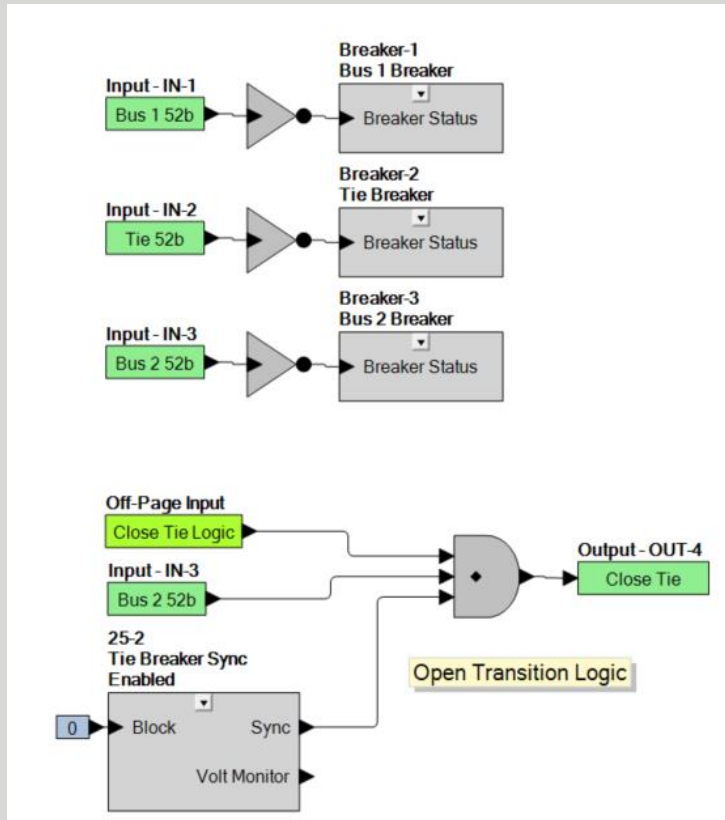 Breaker-1
Bus 1 Breaker
Input - IN-1
Bus 1 52b
Breaker Status
Breaker-2
Tie Breaker
Input - IN-2
Tie 52b
Breaker Status
Breaker-3
Bus 2 Breaker
Input - IN-3
Bus 2 52b
Breaker Status
Off-Page Input
Close Tie Logic
Input - IN-3
Bus 2 52b
Output - OUT-4
Close Tie
25-2
Tie Breaker Sync
Enabled
Open Transition Logic
0
Block
Sync
Volt Monitor